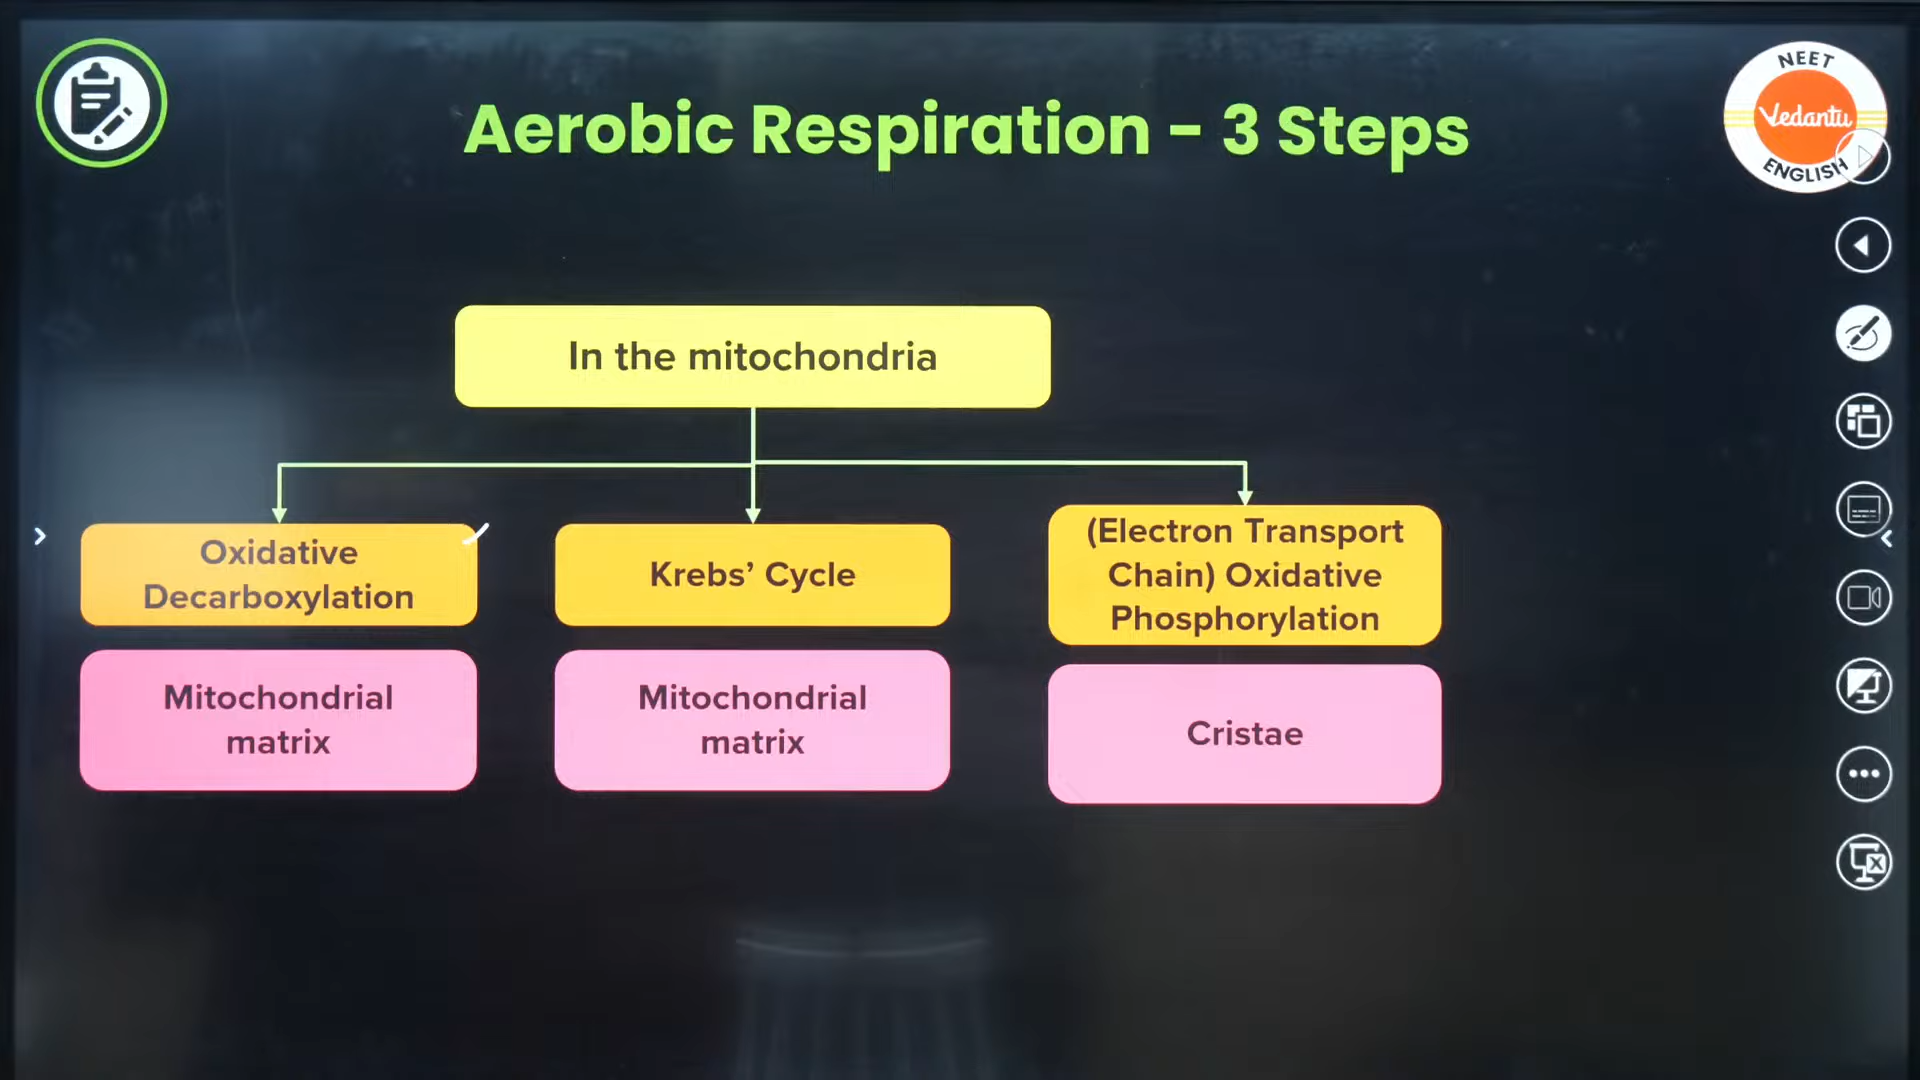 Aerobic Respiration - 3 Steps
NEET
Vedantu
ENGLISH
In the mitochondria
Oxidative
Decarboxylation
Krebs’ Cycle
(Electron Transport
Chain) Oxidative
Phosphorylation
Mitochondrial
matrix
Mitochondrial
matrix
Cristae